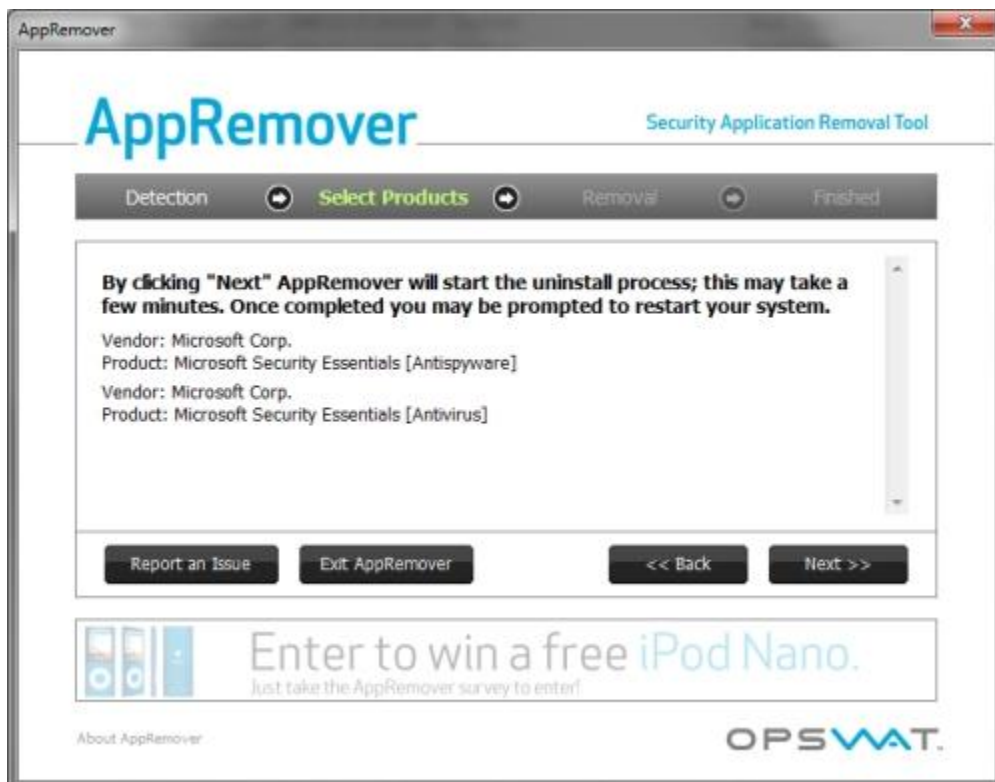 AppRemover
AppRemover
Security Application Removal Tool
Detection Select Products Removal Finished
By clicking "Next" AppRemover will start the uninstall process; this may take a
few minutes. Once completed you may be prompted to restart your system.
Vendor: Microsoft Corp.
Product: Microsoft Security Essentials [Antispyware]
Vendor: Microsoft Corp.
Product: Microsoft Security Essentials [Antivirus]
Report an Issue
Exit AppRemover
<< Back
Next >>
Enter to win a free iPod Nano.
Just take the AppRemover survey to enter!
About AppRemover
OPSWAT.